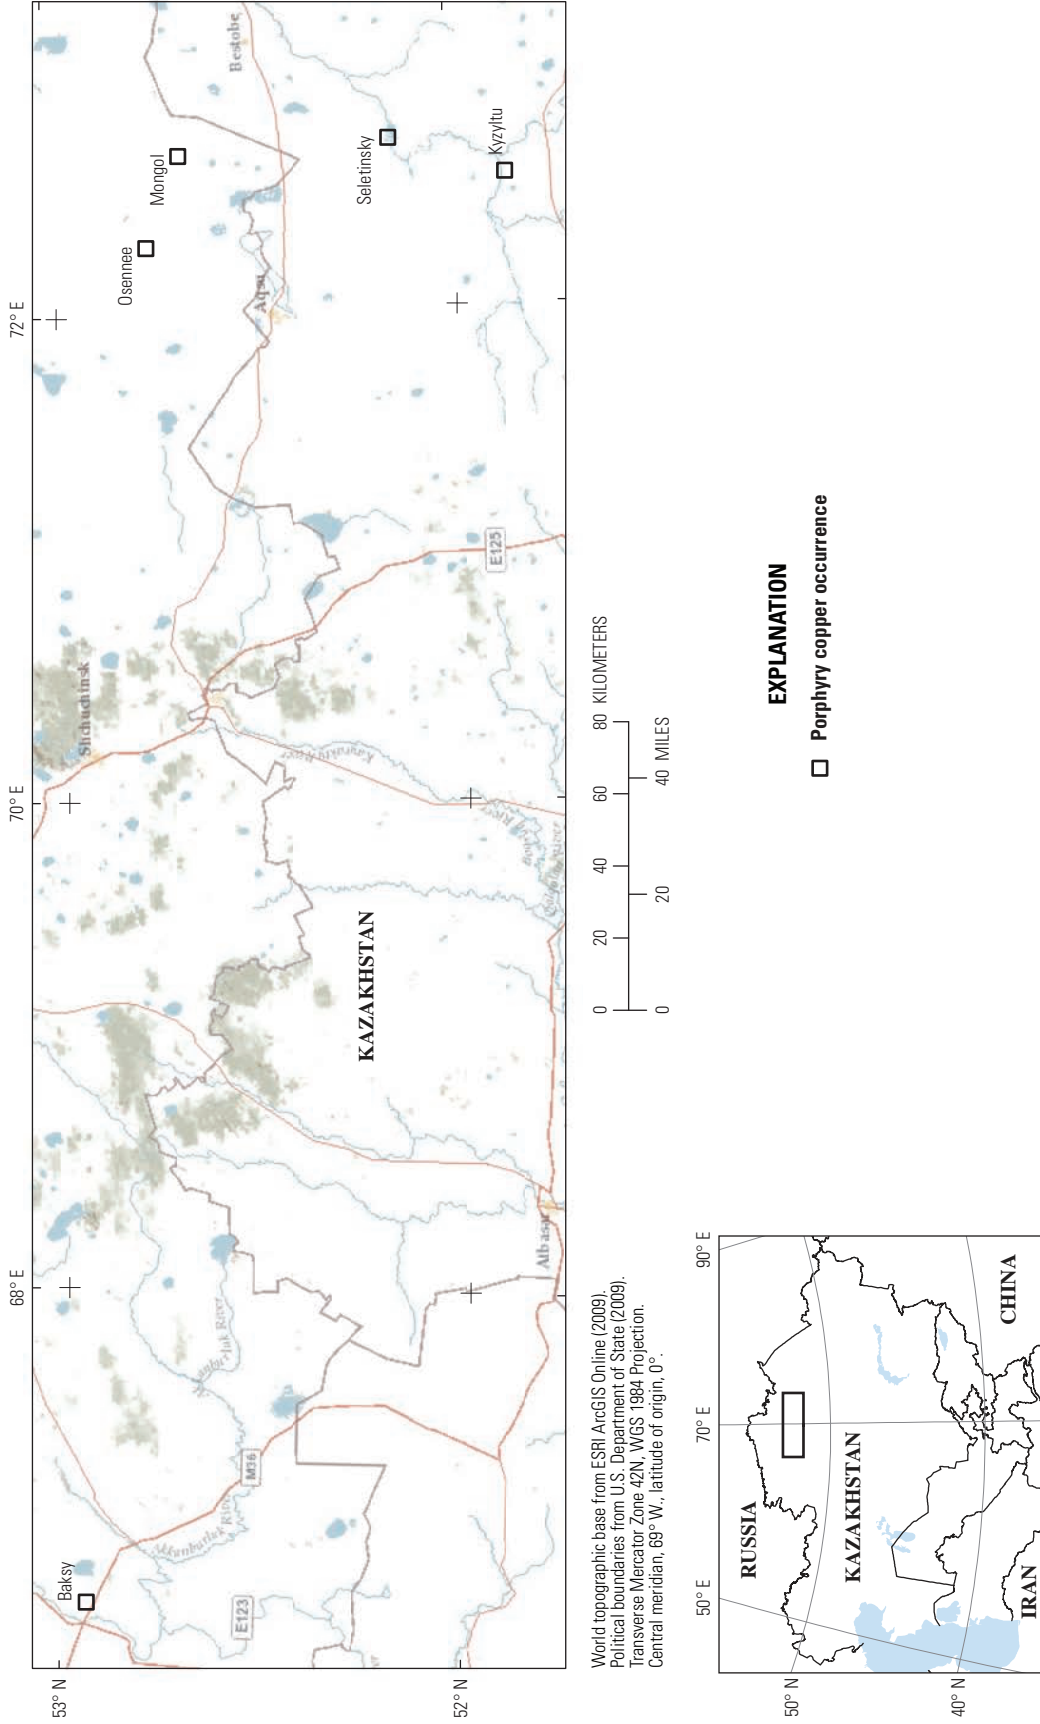 68° E
70° E
72° E
53° N
52° N
Baksy
Shchuchinsk
Osennee
Mongol
Bestobe
Aqsu
M36
E123
KAZAKHSTAN
Seletinsky
Kyzyltu
E125
Atbasar
World topographic base from ESRI ArcGIS Online (2009).
Political boundaries from U.S. Department of State (2009).
Transverse Mercator Zone 42N, WGS 1984 Projection.
Central meridian, 69° W., latitude of origin, 0°.
0 20 40 60 80 KILOMETERS
0 20 40 MILES
EXPLANATION
Porphyry copper occurrence
50° E
70° E
90° E
50° N
40° N
RUSSIA
KAZAKHSTAN
CHINA
IRAN